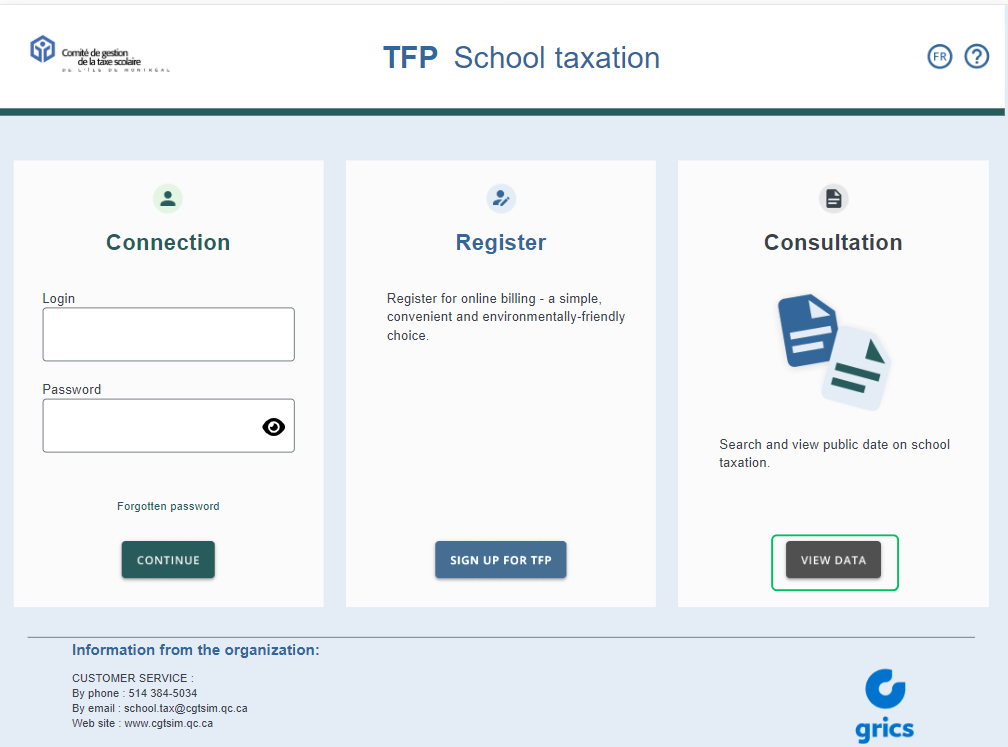 Comité de gestion
de la taxe scolaire
DE L'ÎLE DE MONTRÉAL
TFP School taxation
FR ?
Connection
Login
Password
Forgotten password
CONTINUE
Register
Register for online billing - a simple,
convenient and environmentally-friendly
choice.
SIGN UP FOR TFP
Consultation
Search and view public date on school
taxation.
VIEW DATA
Information from the organization:
CUSTOMER SERVICE :
By phone : 514 384-5034
By email : school.tax@cgtsim.qc.ca
Web site : www.cgtsim.qc.ca
grics